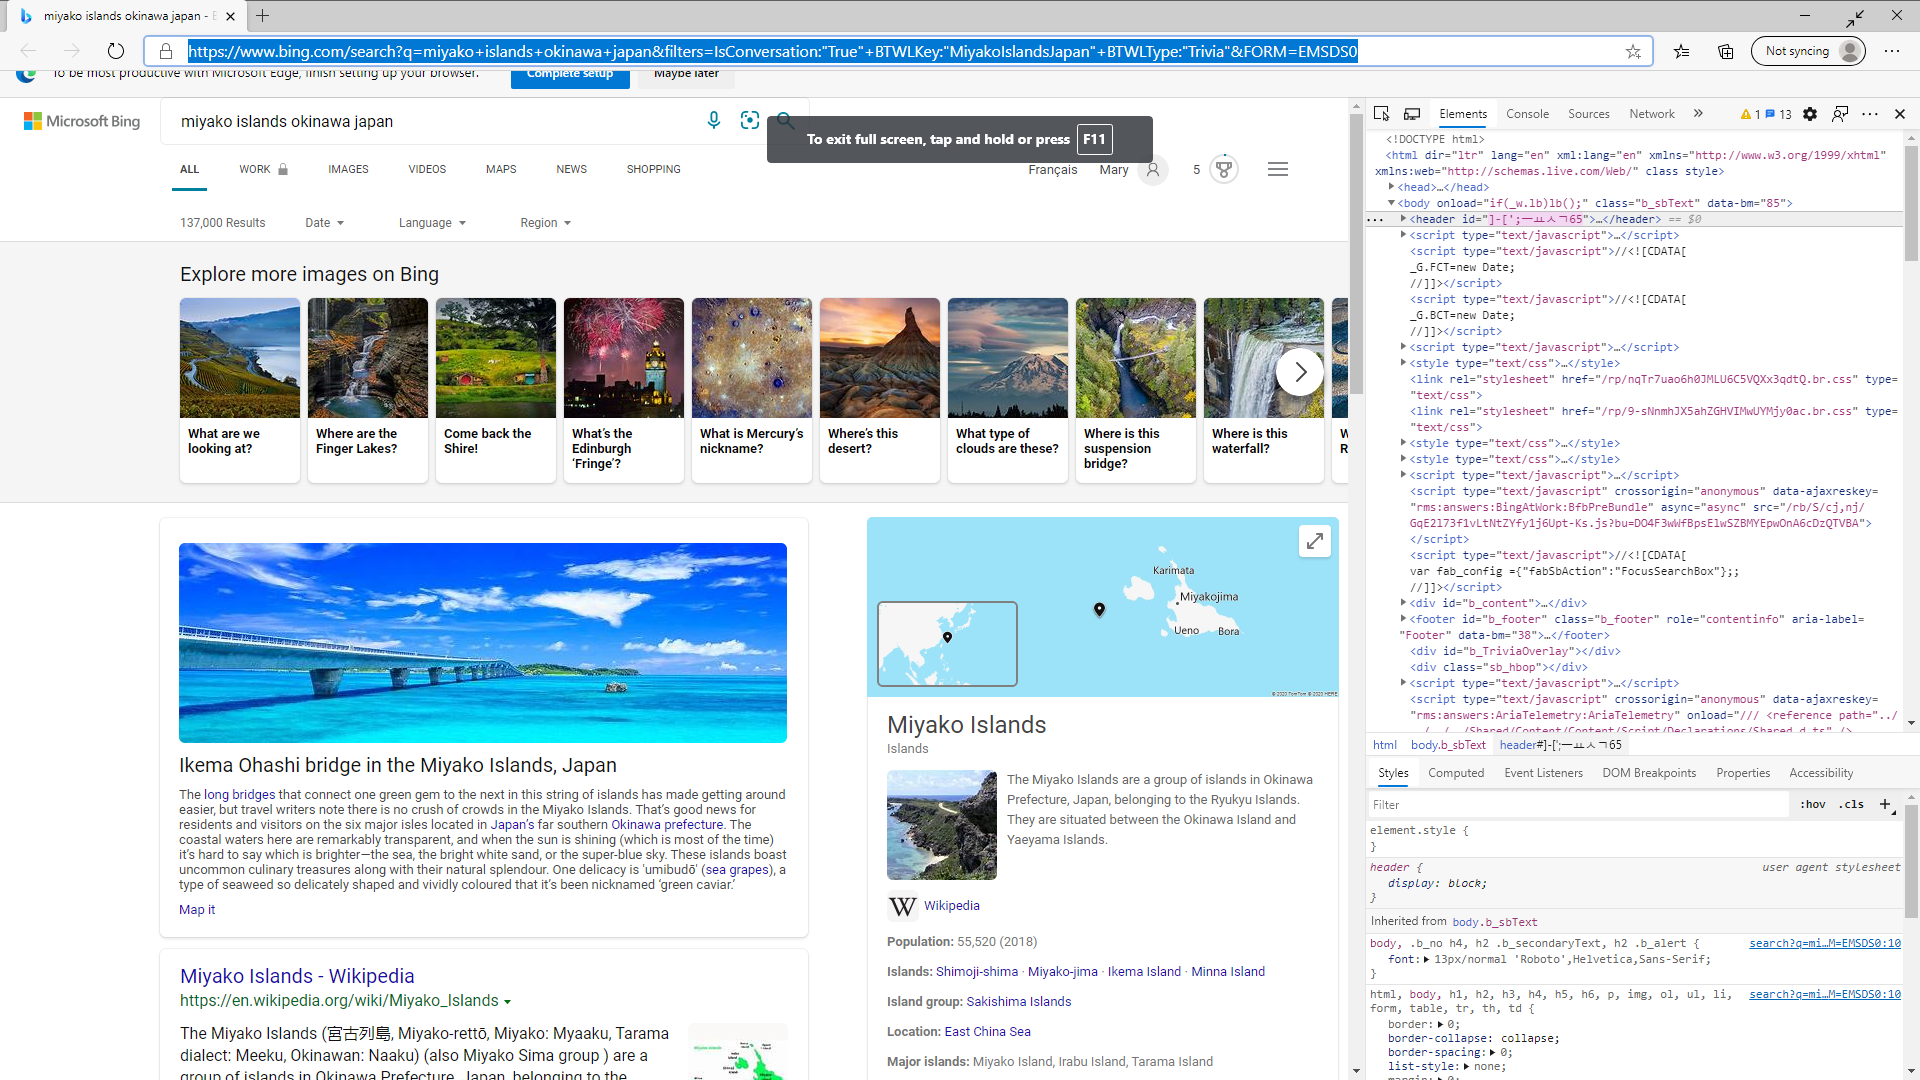 miyako islands okinawa japan - B
https://www.bing.com/search?q=miyako+islands+okinawa+japan&filters=IsConversation:"True"+BTWLKey:"MiyakoIslandsJapan"+BTWLType:"Trivia"&FORM=EMSDS0
Not syncing
To be most productive with Microsoft Edge, finish setting up your browser.
Complete setup
Maybe later
Microsoft Bing
miyako islands okinawa japan
To exit full screen, tap and hold or press F11
ALL WORK IMAGES VIDEOS MAPS NEWS SHOPPING
Français Mary 5
137,000 Results Date Language Region
Explore more images on Bing
What are we looking at?
Where are the Finger Lakes?
Come back the Shire!
What's the Edinburgh 'Fringe'?
What is Mercury's nickname?
Where's this desert?
What type of clouds are these?
Where is this suspension bridge?
Where is this waterfall?
Ikema Ohashi bridge in the Miyako Islands, Japan
The long bridges that connect one green gem to the next in this string of islands has made getting around
easier, but travel writers note there is no crush of crowds in the Miyako Islands. That's good news for
residents and visitors on the six major isles located in Japan's far southern Okinawa prefecture. The
coastal waters here are remarkably transparent, and when the sun is shining (which is most of the time)
it's hard to say which is brighter—the sea, the bright white sand, or the super-blue sky. These islands boast
uncommon culinary treasures along with their natural splendour. One delicacy is 'umibudō' (sea grapes), a
type of seaweed so delicately shaped and vividly coloured that it's been nicknamed 'green caviar.'
Map it
Miyako Islands - Wikipedia
https://en.wikipedia.org/wiki/Miyako_Islands
The Miyako Islands (宮古列島, Miyako-rettō, Miyako: Myaaku, Tarama
dialect: Meeku, Okinawan: Naaku) (also Miyako Sima group ) are a
group of islands in Okinawa Prefecture, Japan, belonging to the
Karimata
Miyakojima
Ueno
Bora
© 2020 TomTom © 2020 HERE
Miyako Islands
Islands
The Miyako Islands are a group of islands in Okinawa
Prefecture, Japan, belonging to the Ryukyu Islands.
They are situated between the Okinawa Island and
Yaeyama Islands.
W Wikipedia
Population: 55,520 (2018)
Islands: Shimoji-shima · Miyako-jima · Ikema Island · Minna Island
Island group: Sakishima Islands
Location: East China Sea
Major islands: Miyako Island, Irabu Island, Tarama Island
Elements Console Sources Network » 1 13
<!DOCTYPE html>
<html dir="ltr" lang="en" xml:lang="en" xmlns="http://www.w3.org/1999/xhtml"
xmlns:web="http://schemas.live.com/Web/" class style>
<head>…</head>
<body onload="if(_w.lb)lb();" class="b_sbText" data-bm="85">
<header id="]-[';ㅡㅛㅅㄱ65">…</header> == $0
<script type="text/javascript">…</script>
<script type="text/javascript">//<![CDATA[
_G.FCT=new Date;
//]]></script>
<script type="text/javascript">//<![CDATA[
_G.BCT=new Date;
//]]></script>
<script type="text/javascript">…</script>
<style type="text/css">…</style>
<link rel="stylesheet" href="/rp/nqTr7uao6h0JMLU6C5VQXx3qdtQ.br.css" type=
"text/css">
<link rel="stylesheet" href="/rp/9-sNnmhJX5ahZGHVIMwUYMjy0ac.br.css" type=
"text/css">
<style type="text/css">…</style>
<style type="text/css">…</style>
<script type="text/javascript">…</script>
<script type="text/javascript" crossorigin="anonymous" data-ajaxreskey=
"rms:answers:BingAtWork:BfbPreBundle" async="async" src="/rb/S/cj,nj/
GqE2l73f1vLtNtZYfy1j6Upt-Ks.js?bu=DO4F3wWfBpsElwSZBMYEpwOnA6cDzQTVBA">
</script>
<script type="text/javascript">//<![CDATA[
var fab_config ={"fabSbAction":"FocusSearchBox"};;
//]]></script>
<div id="b_content">…</div>
<footer id="b_footer" class="b_footer" role="contentinfo" aria-label=
"Footer" data-bm="38">…</footer>
<div id="b_TriviaOverlay"></div>
<div class="sb_hbop"></div>
<script type="text/javascript">…</script>
<script type="text/javascript" crossorigin="anonymous" data-ajaxreskey=
"rms:answers:AriaTelemetry:AriaTelemetry" onload="/// <reference path="../
html body.b_sbText header#]-[';ㅡㅛㅅㄱ65
Styles Computed Event Listeners DOM Breakpoints Properties Accessibility
Filter :hov .cls +
element.style {
}
header { user agent stylesheet
display: block;
}
Inherited from body.b_sbText
body, .b_no h4, h2 .b_secondaryText, h2 .b_alert { search?q=mi…M=EMSDS0:10
font: 13px/normal 'Roboto',Helvetica,Sans-Serif;
}
html, body, h1, h2, h3, h4, h5, h6, p, img, ol, ul, li, search?q=mi…M=EMSDS0:10
form, table, tr, th, td {
border: 0;
border-collapse: collapse;
border-spacing: 0;
list-style: none;
margin: 0;